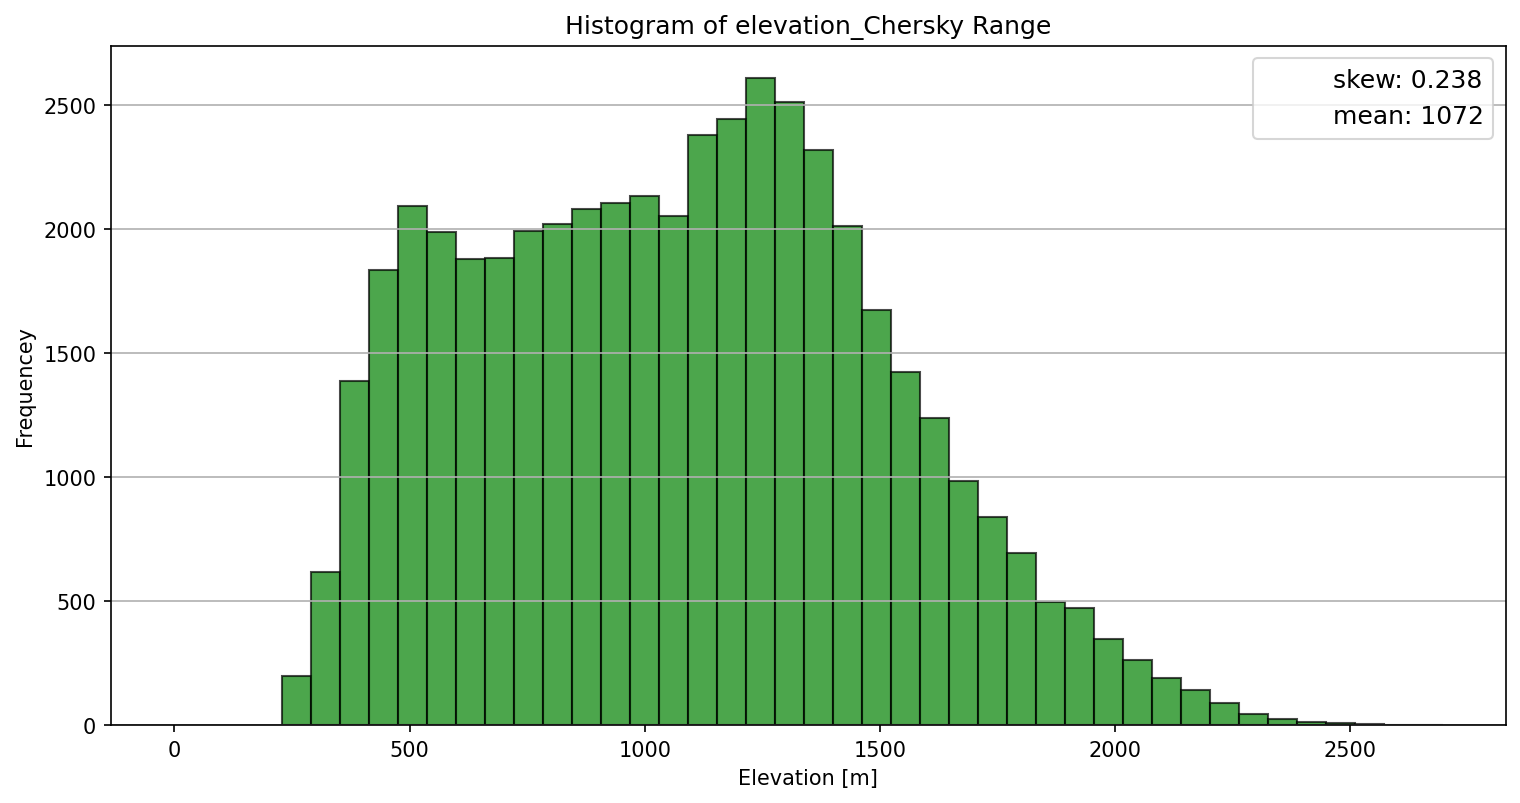 Histogram of elevation_Chersky Range
skew: 0.238
mean: 1072
2500
2000
1500
1000
500
0
Frequencey
0 500 1000 1500 2000 2500
Elevation [m]